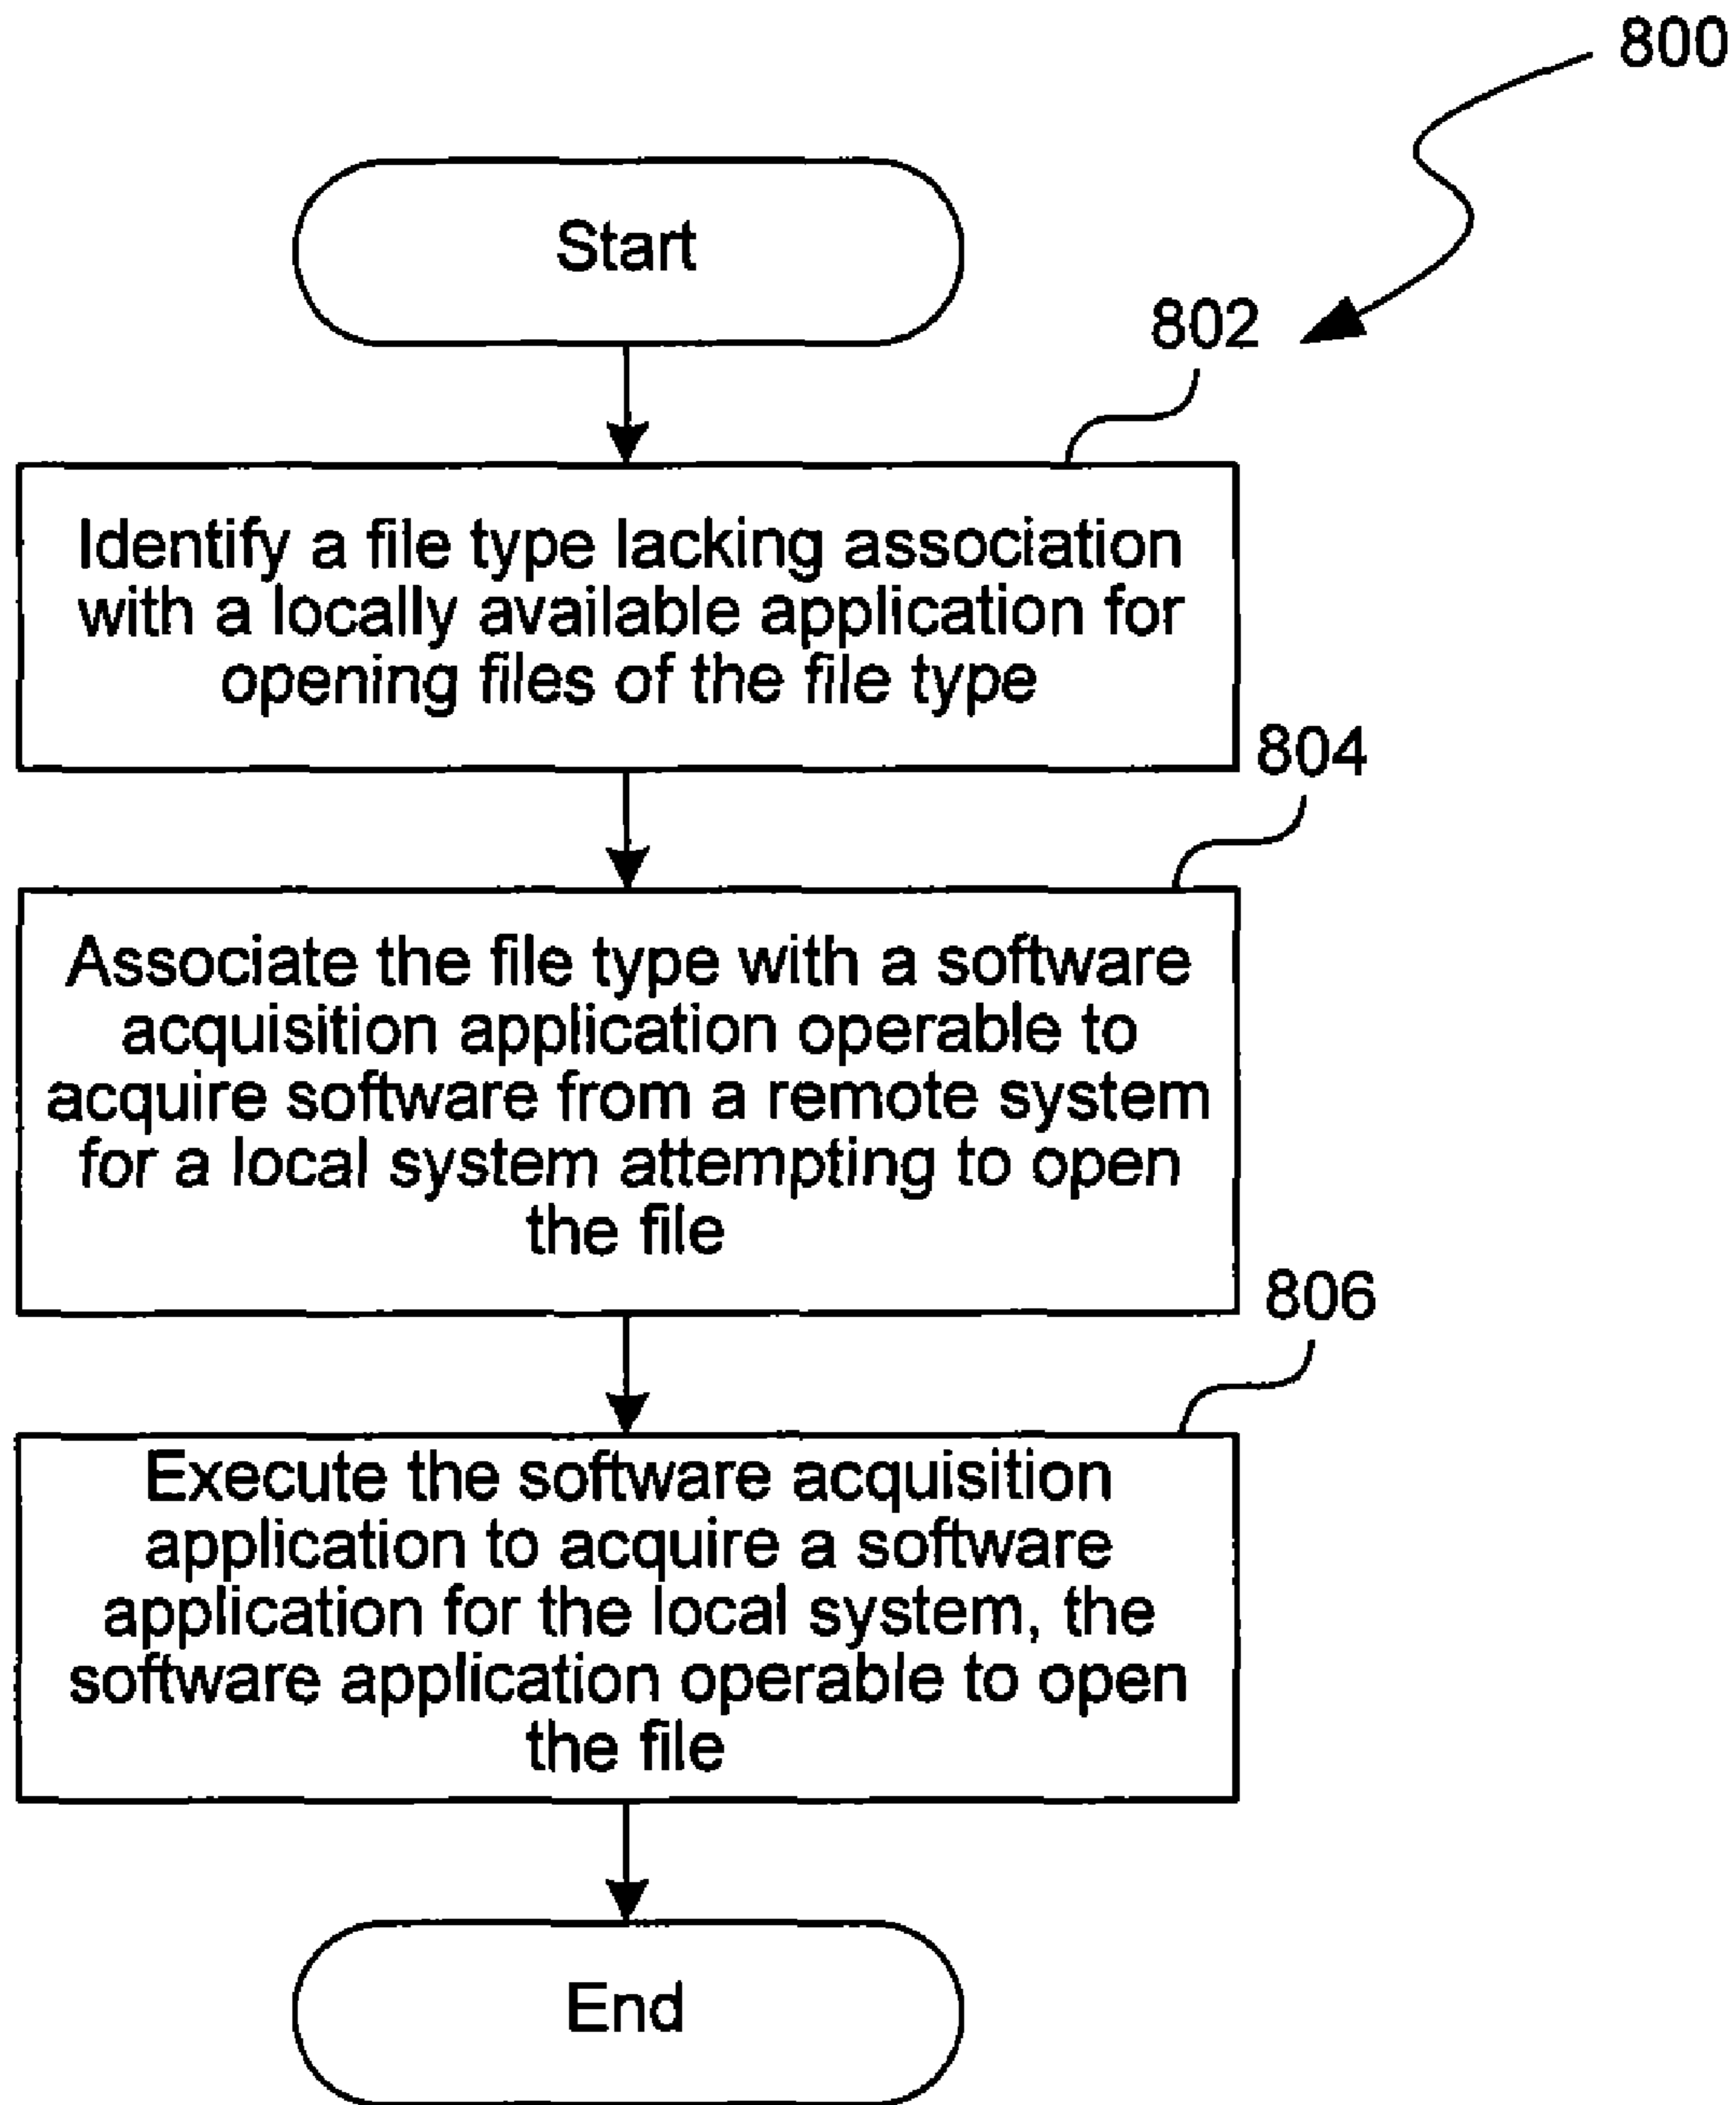 800
Start
802
Identify a file type lacking association
with a locally available application for
opening files of the file type
804
Associate the file type with a software
acquisition application operable to
acquire software from a remote system
for a local system attempting to open
the file
806
Execute the software acquisition
application to acquire a software
application for the local system, the
software application operable to open
the file
End